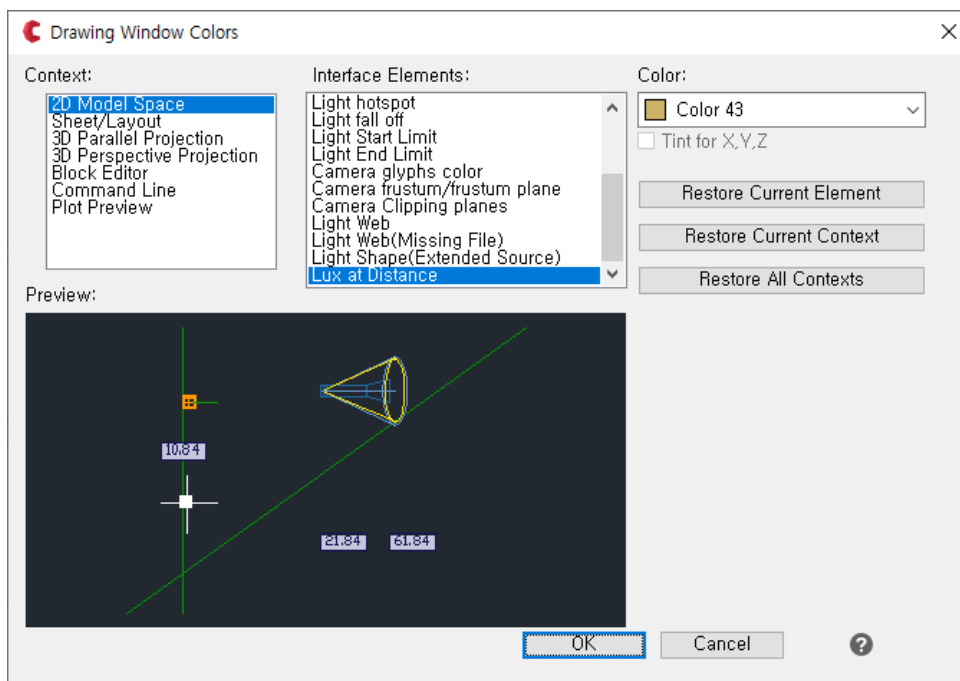 Drawing Window Colors
Context:
2D Model Space
Sheet/Layout
3D Parallel Projection
3D Perspective Projection
Block Editor
Command Line
Plot Preview
Interface Elements:
Light hotspot
Light fall off
Light Start Limit
Light End Limit
Camera glyphs color
Camera frustum/frustum plane
Camera Clipping planes
Light Web
Light Web(Missing File)
Light Shape(Extended Source)
Lux at Distance
Color:
Color 43
Tint for X,Y,Z
Restore Current Element
Restore Current Context
Restore All Contexts
Preview:
10.84
21.84 61.84
OK Cancel ?